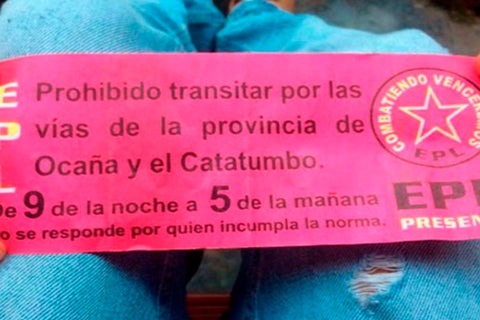 E
P
L
Prohibido transitar por las
vías de la provincia de
Ocaña y el Catatumbo.
De 9 de la noche a 5 de la mañana
o se responde por quien incumpla la norma.
COMBATIENDO VENCEREMOS
EPL
EPL
PRESEN